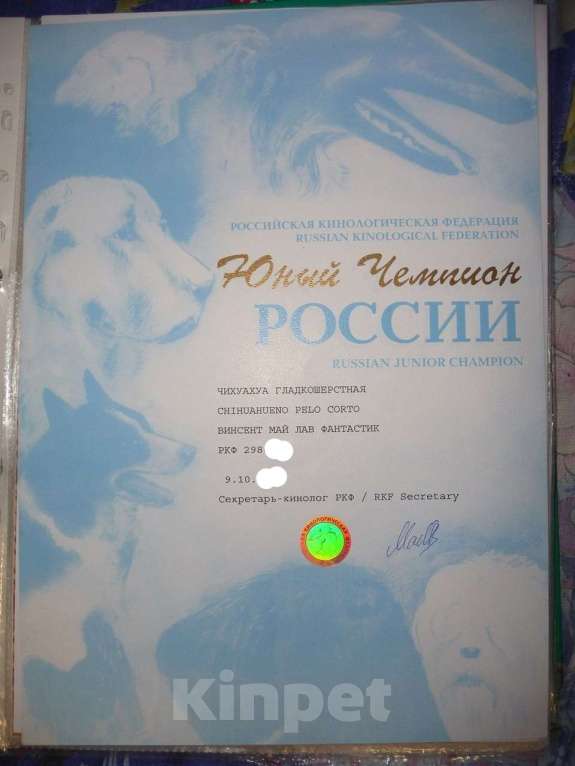 РОССИЙСКАЯ КИНОЛОГИЧЕСКАЯ ФЕДЕРАЦИЯ
RUSSIAN KINOLOGICAL FEDERATION
Юный Чемпион
РОССИИ
RUSSIAN JUNIOR CHAMPION
ЧИХУАХУА ГЛАДКОШЕРСТНАЯ
CHIHUAHUENO PELO CORTO
ВИНСЕНТ МАЙ ЛАВ ФАНТАСТИК
РКФ 298
9.10.
Секретарь-кинолог РКФ / RKF Secretary
Kinpet